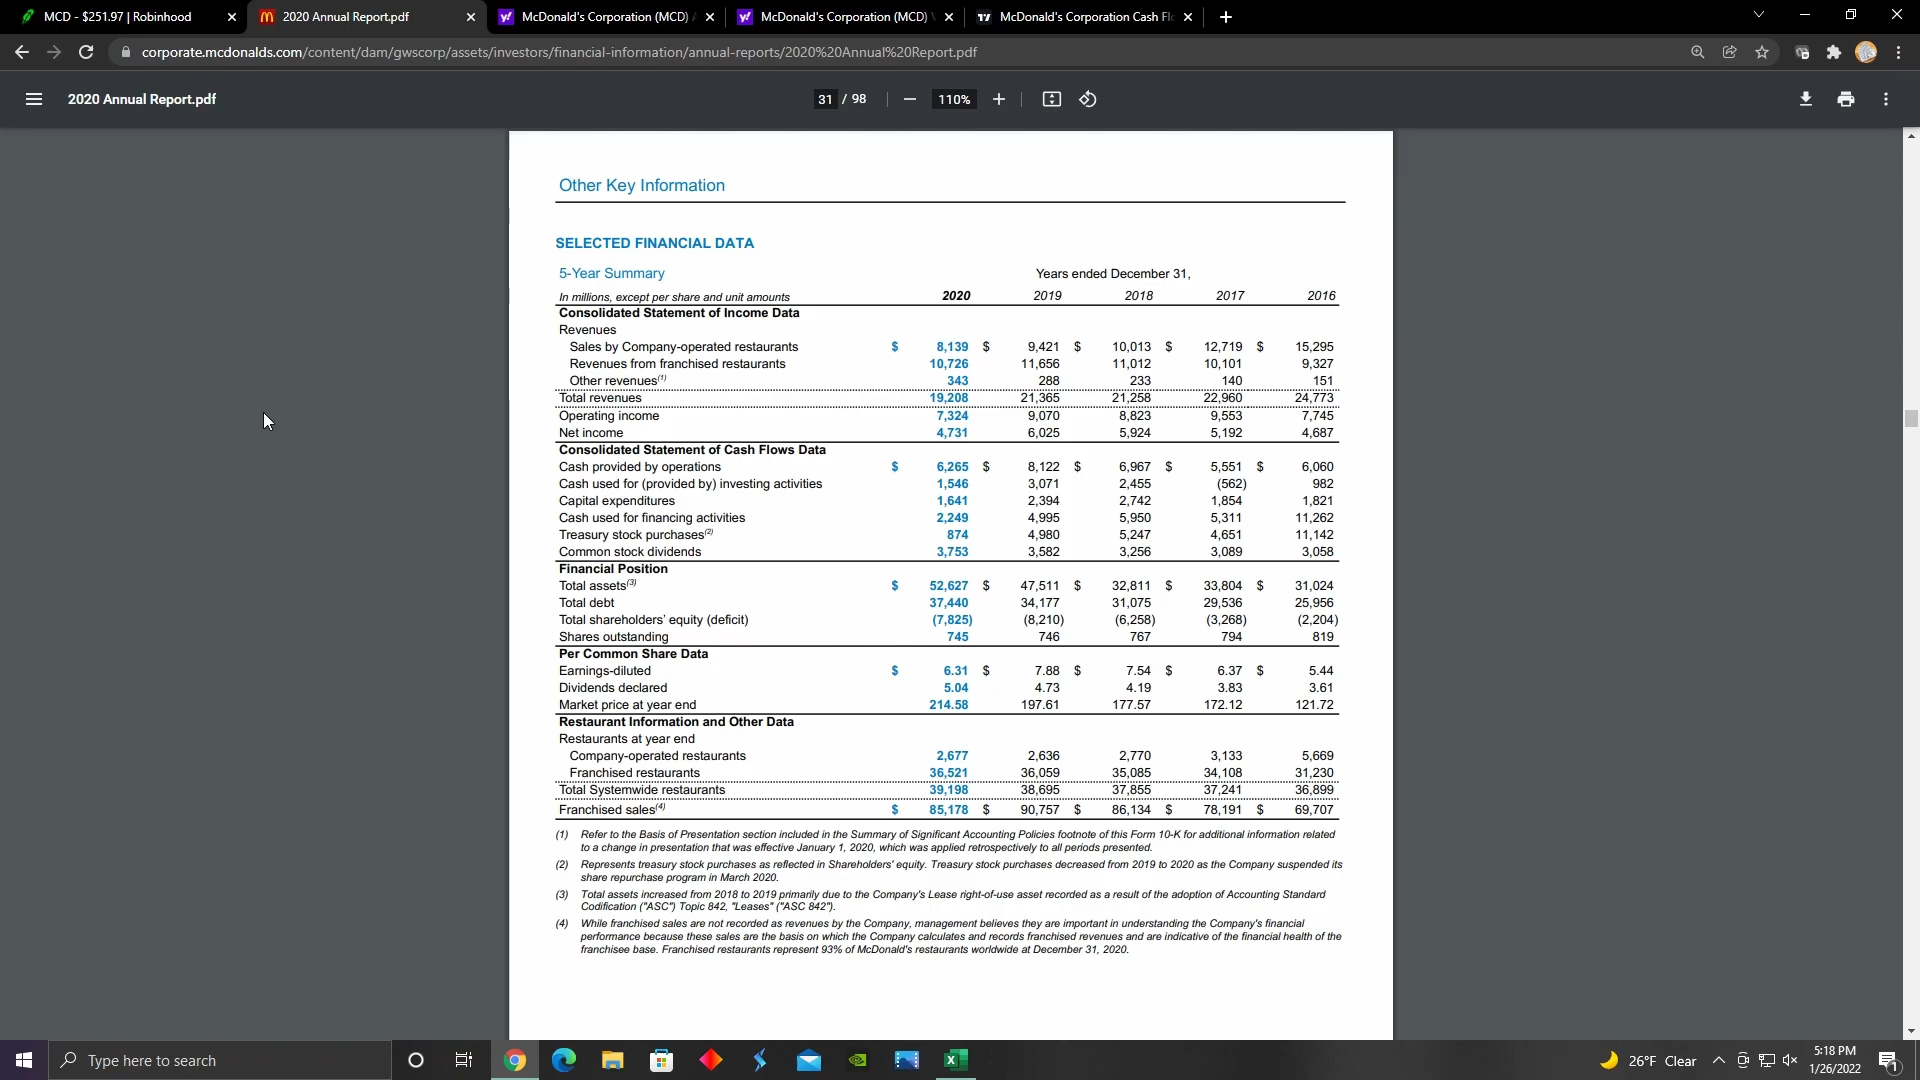 MCD - $251.97 | Robinhood
2020 Annual Report.pdf
McDonald's Corporation (MCD)
McDonald's Corporation (MCD)
McDonald's Corporation Cash Fl
corporate.mcdonalds.com/content/dam/gwscorp/assets/investors/financial-information/annual-reports/2020%20Annual%20Report.pdf
2020 Annual Report.pdf 31 / 98 110%
Other Key Information
SELECTED FINANCIAL DATA
5-Year Summary Years ended December 31,
In millions, except per share and unit amounts 2020 2019 2018 2017 2016
Consolidated Statement of Income Data
Revenues
Sales by Company-operated restaurants $ 8,139 $ 9,421 $ 10,013 $ 12,719 $ 15,295
Revenues from franchised restaurants 10,726 11,656 11,012 10,101 9,327
Other revenues(1) 343 288 233 140 151
Total revenues 19,208 21,365 21,258 22,960 24,773
Operating income 7,324 9,070 8,823 9,553 7,745
Net income 4,731 6,025 5,924 5,192 4,687
Consolidated Statement of Cash Flows Data
Cash provided by operations $ 6,265 $ 8,122 $ 6,967 $ 5,551 $ 6,060
Cash used for (provided by) investing activities 1,546 3,071 2,455 (562) 982
Capital expenditures 1,641 2,394 2,742 1,854 1,821
Cash used for financing activities 2,249 4,995 5,950 5,311 11,262
Treasury stock purchases(2) 874 4,980 5,247 4,651 11,142
Common stock dividends 3,753 3,582 3,256 3,089 3,058
Financial Position
Total assets(3) $ 52,627 $ 47,511 $ 32,811 $ 33,804 $ 31,024
Total debt 37,440 34,177 31,075 29,536 25,956
Total shareholders' equity (deficit) (7,825) (8,210) (6,258) (3,268) (2,204)
Shares outstanding 745 746 767 794 819
Per Common Share Data
Earnings-diluted $ 6.31 $ 7.88 $ 7.54 $ 6.37 $ 5.44
Dividends declared 5.04 4.73 4.19 3.83 3.61
Market price at year end 214.58 197.61 177.57 172.12 121.72
Restaurant Information and Other Data
Restaurants at year end
Company-operated restaurants 2,677 2,636 2,770 3,133 5,669
Franchised restaurants 36,521 36,059 35,085 34,108 31,230
Total Systemwide restaurants 39,198 38,695 37,855 37,241 36,899
Franchised sales(4) $ 85,178 $ 90,757 $ 86,134 $ 78,191 $ 69,707
(1) Refer to the Basis of Presentation section included in the Summary of Significant Accounting Policies footnote of this Form 10-K for additional information related
to a change in presentation that was effective January 1, 2020, which was applied retrospectively to all periods presented.
(2) Represents treasury stock purchases as reflected in Shareholders' equity. Treasury stock purchases decreased from 2019 to 2020 as the Company suspended its
share repurchase program in March 2020.
(3) Total assets increased from 2018 to 2019 primarily due to the Company's Lease right-of-use asset recorded as a result of the adoption of Accounting Standard
Codification ("ASC") Topic 842, "Leases" ("ASC 842").
(4) While franchised sales are not recorded as revenues by the Company, management believes they are important in understanding the Company's financial
performance because these sales are the basis on which the Company calculates and records franchised revenues and are indicative of the financial health of the
franchisee base. Franchised restaurants represent 93% of McDonald's restaurants worldwide at December 31, 2020.
Type here to search
26°F Clear
5:18 PM
1/26/2022
1